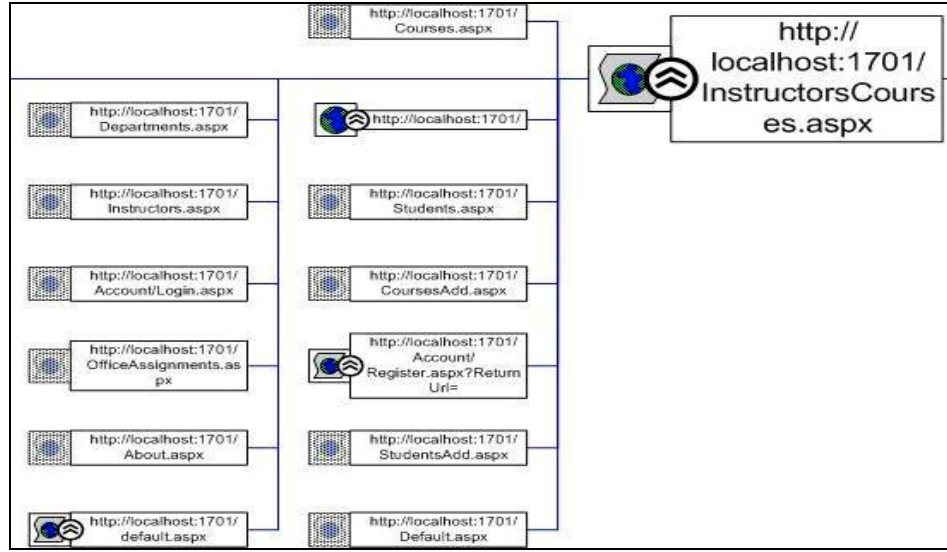 http://localhost:1701/
Courses.aspx
http://
localhost:1701/
InstructorsCours
es.aspx
http://localhost:1701/
Departments.aspx
http://localhost:1701/
http://localhost:1701/
Instructors.aspx
http://localhost:1701/
Students.aspx
http://localhost:1701/
Account/Login.aspx
http://localhost:1701/
CoursesAdd.aspx
http://localhost:1701/
OfficeAssignments.as
px
http://localhost:1701/
Account/
Register.aspx?Return
Url=
http://localhost:1701/
About.aspx
http://localhost:1701/
StudentsAdd.aspx
http://localhost:1701/
default.aspx
http://localhost:1701/
Default.aspx